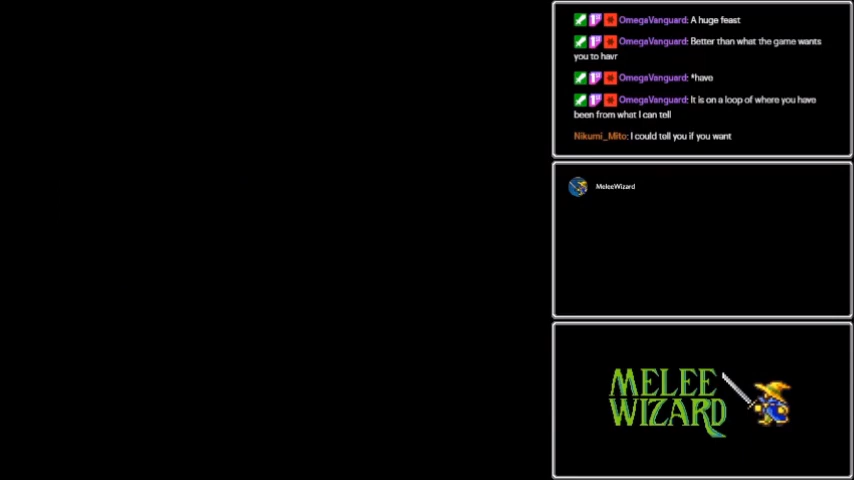 OmegaVanguard: A huge feast
OmegaVanguard: Better than what the game wants
you to havr
OmegaVanguard: *have
OmegaVanguard: It is on a loop of where you have
been from what I can tell
Nikumi_Mito: I could tell you if you want
MeleeWizard
MELEE
WIZARD